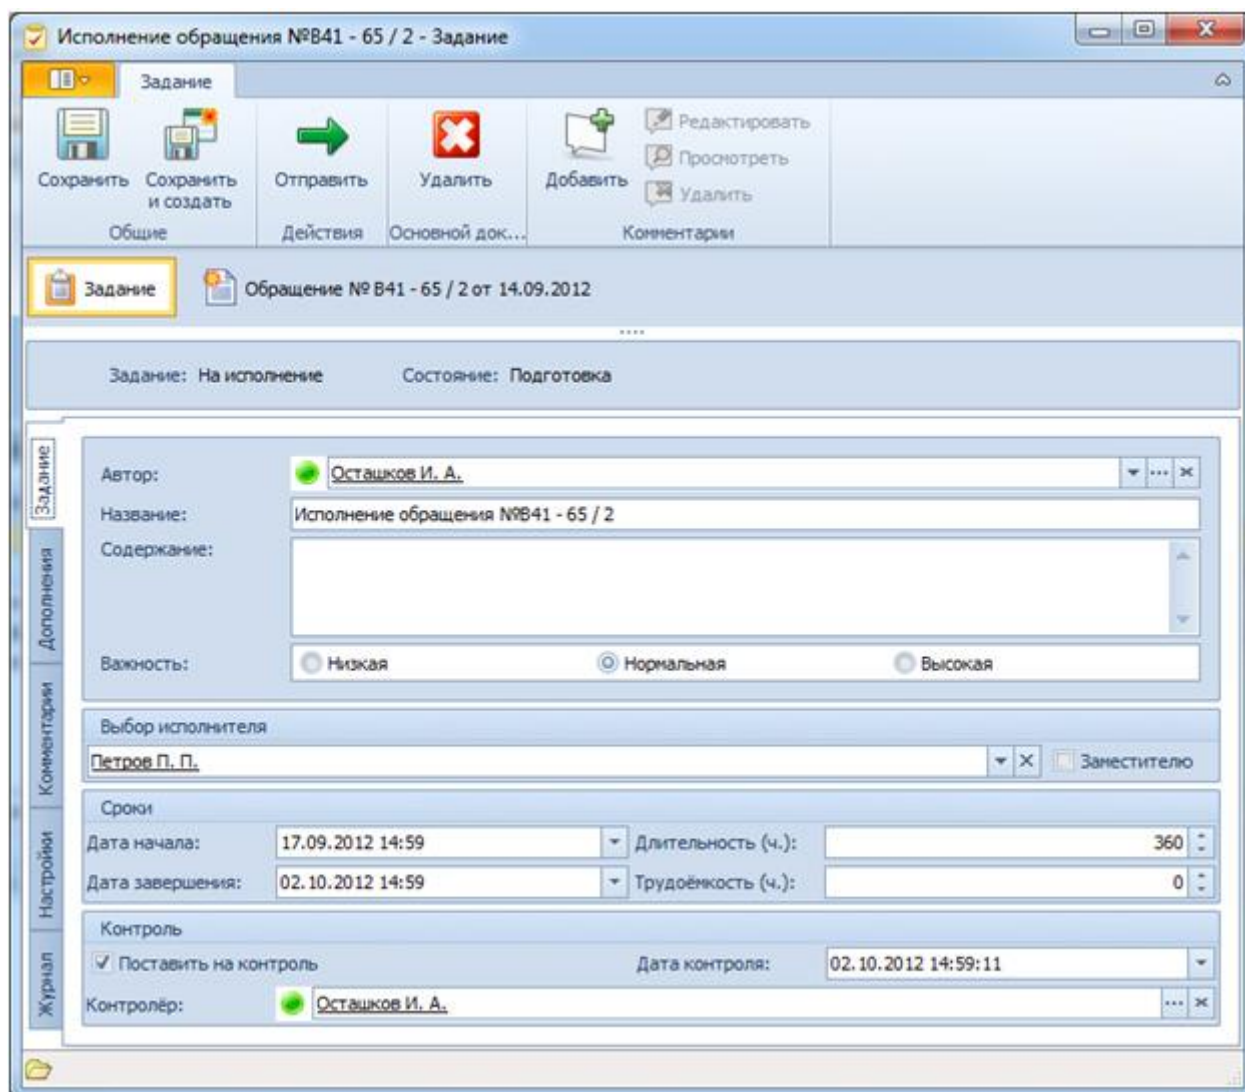 Исполнение обращения №В41 - 65 / 2 - Задание
Задание
Сохранить
Сохранить и создать
Отправить
Удалить
Добавить
Редактировать
Просмотреть
Удалить
Общие
Действия
Основной док...
Комментарии
Задание
Обращение № В41 - 65 / 2 от 14.09.2012
Задание: На исполнение
Состояние: Подготовка
Задание
Дополнения
Комментарии
Настройки
Журнал
Автор: Осташков И. А.
Название: Исполнение обращения №В41 - 65 / 2
Содержание:
Важность: Низкая Нормальная Высокая
Выбор исполнителя
Петров П. П. Заместителю
Сроки
Дата начала: 17.09.2012 14:59 Длительность (ч.): 360
Дата завершения: 02.10.2012 14:59 Трудоёмкость (ч.): 0
Контроль
Поставить на контроль Дата контроля: 02.10.2012 14:59:11
Контролёр: Осташков И. А.